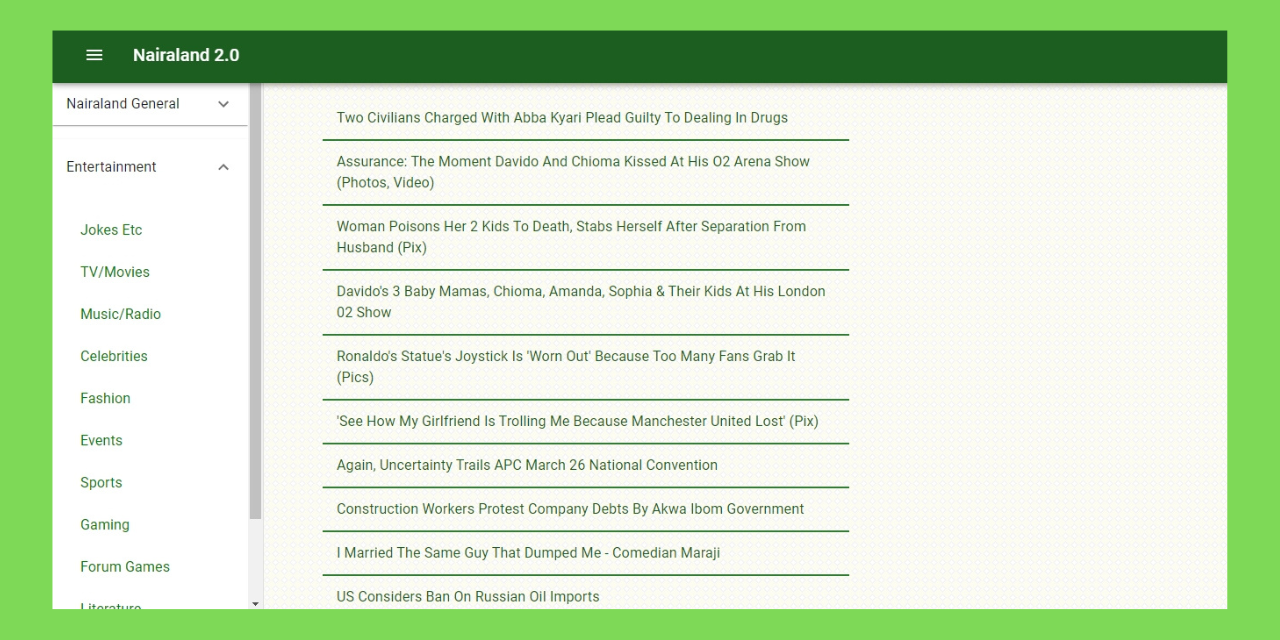 Nairaland 2.0
Nairaland General
Entertainment
Jokes Etc
TV/Movies
Music/Radio
Celebrities
Fashion
Events
Sports
Gaming
Forum Games
Literature
Two Civilians Charged With Abba Kyari Plead Guilty To Dealing In Drugs
Assurance: The Moment Davido And Chioma Kissed At His O2 Arena Show
(Photos, Video)
Woman Poisons Her 2 Kids To Death, Stabs Herself After Separation From
Husband (Pix)
Davido's 3 Baby Mamas, Chioma, Amanda, Sophia & Their Kids At His London
02 Show
Ronaldo's Statue's Joystick Is 'Worn Out' Because Too Many Fans Grab It
(Pics)
'See How My Girlfriend Is Trolling Me Because Manchester United Lost' (Pix)
Again, Uncertainty Trails APC March 26 National Convention
Construction Workers Protest Company Debts By Akwa Ibom Government
I Married The Same Guy That Dumped Me - Comedian Maraji
US Considers Ban On Russian Oil Imports